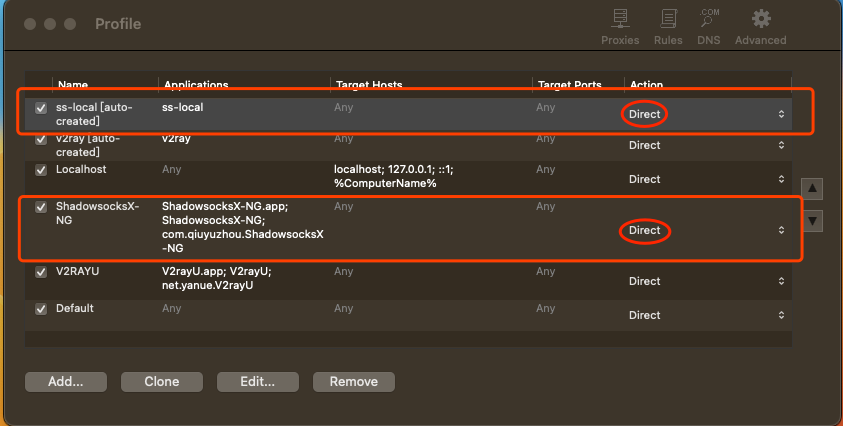 Profile
.COM
Proxies Rules DNS Advanced
Name Applications Target Hosts Target Ports Action
ss-local [auto-
created]
ss-local
Any
Any
Direct
v2ray [auto-
created]
v2ray
Any
Any
Direct
Localhost
Any
localhost; 127.0.0.1; ::1;
%ComputerName%
Any
Direct
ShadowsocksX-
NG
ShadowsocksX-NG.app;
ShadowsocksX-NG;
com.qiuyuzhou.ShadowsocksX
-NG
Any
Any
Direct
V2RAYU
V2rayU.app; V2rayU;
net.yanue.V2rayU
Any
Any
Direct
Default
Any
Any
Any
Direct
Add... Clone Edit... Remove